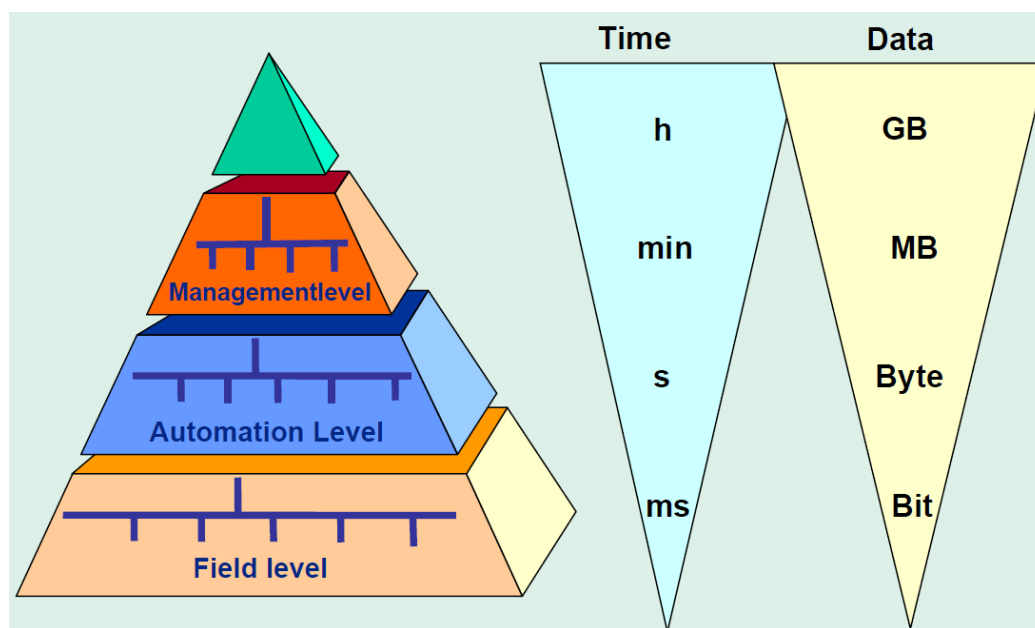 Time
Data
h
GB
min
MB
Managementlevel
s
Byte
Automation Level
ms
Bit
Field level